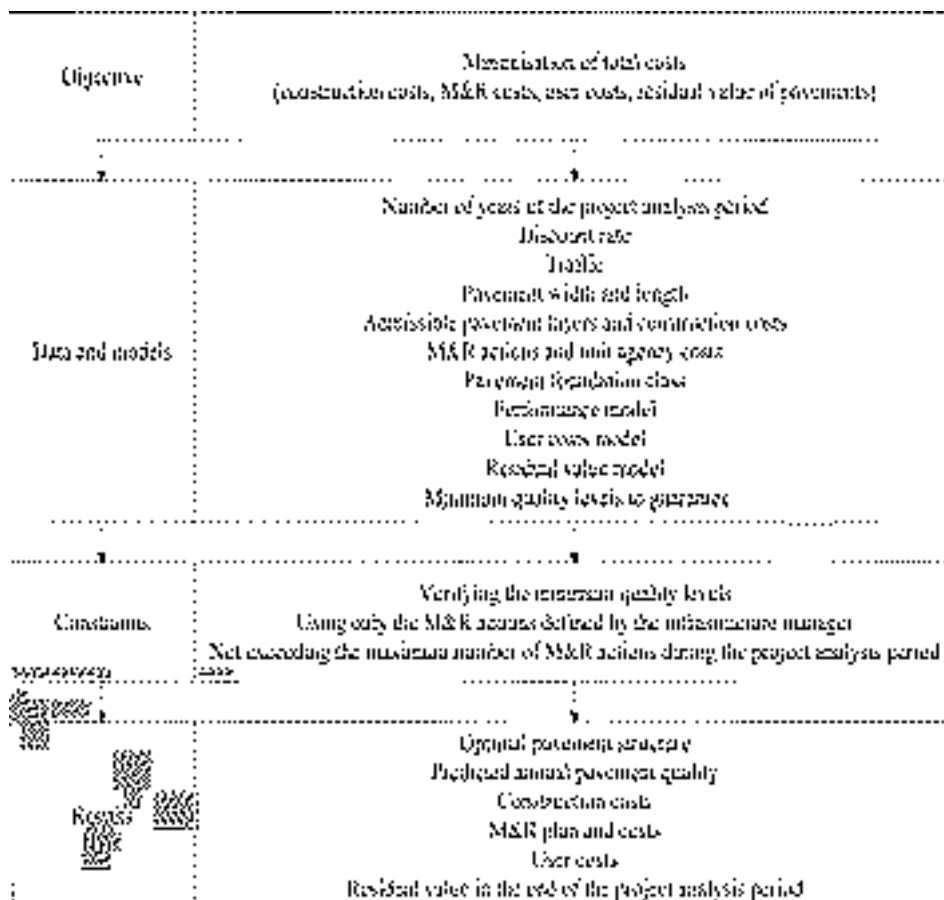 Objective
Minimisation of total costs
(construction costs, M&R costs, user costs, residual value of pavements)
Data and models
Number of years of the project analysis period
Discount rate
Traffic
Pavement width and length
Admissible pavement layers and construction costs
M&R actions and unit agency costs
Pavement foundation class
Performance model
User costs model
Residual value model
Minimum quality levels to guarantee
Constraints
Verifying the minimum quality levels
Using only the M&R actions defined by the infrastructure manager
Not exceeding the maximum number of M&R actions during the project analysis period
Results
Optimal pavement structure
Predicted annual pavement quality
Construction costs
M&R plan and costs
User costs
Residual value in the end of the project analysis period